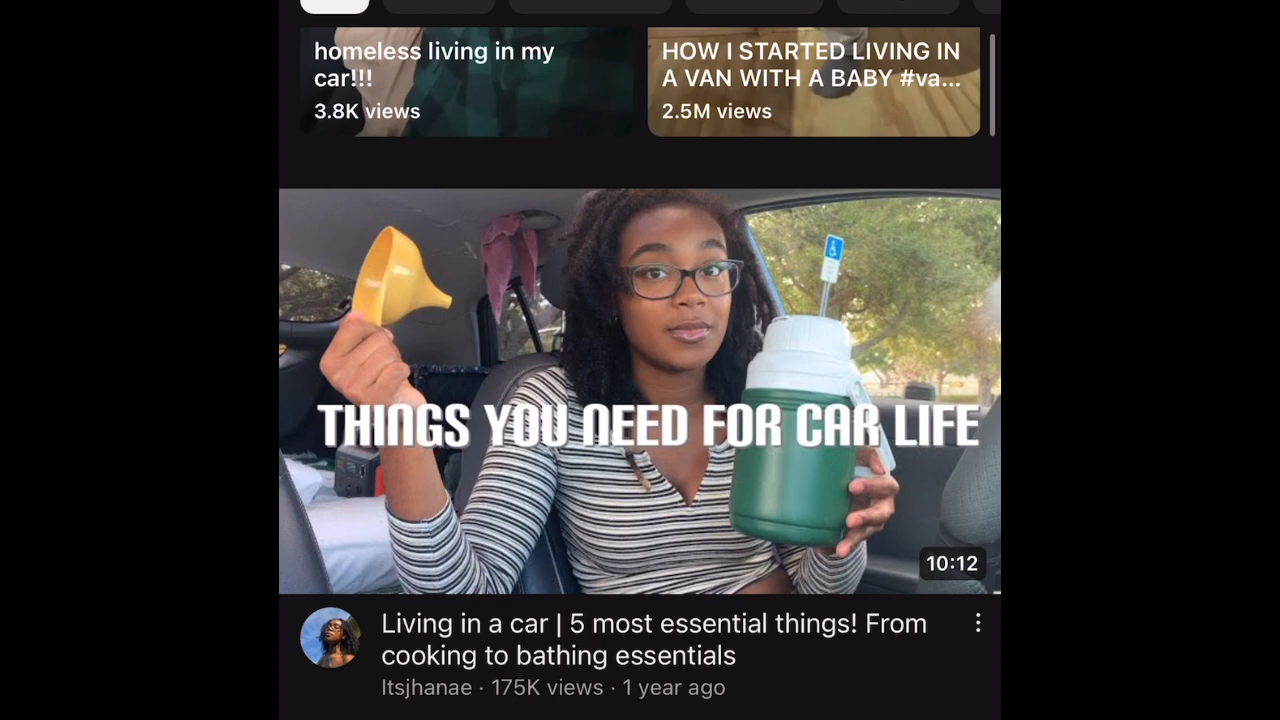 homeless living in my
car!!!
3.8K views
HOW I STARTED LIVING IN
A VAN WITH A BABY #va...
2.5M views
THINGS YOU NEED FOR CAR LIFE
10:12
Living in a car | 5 most essential things! From
cooking to bathing essentials
Itsjhanae · 175K views · 1 year ago